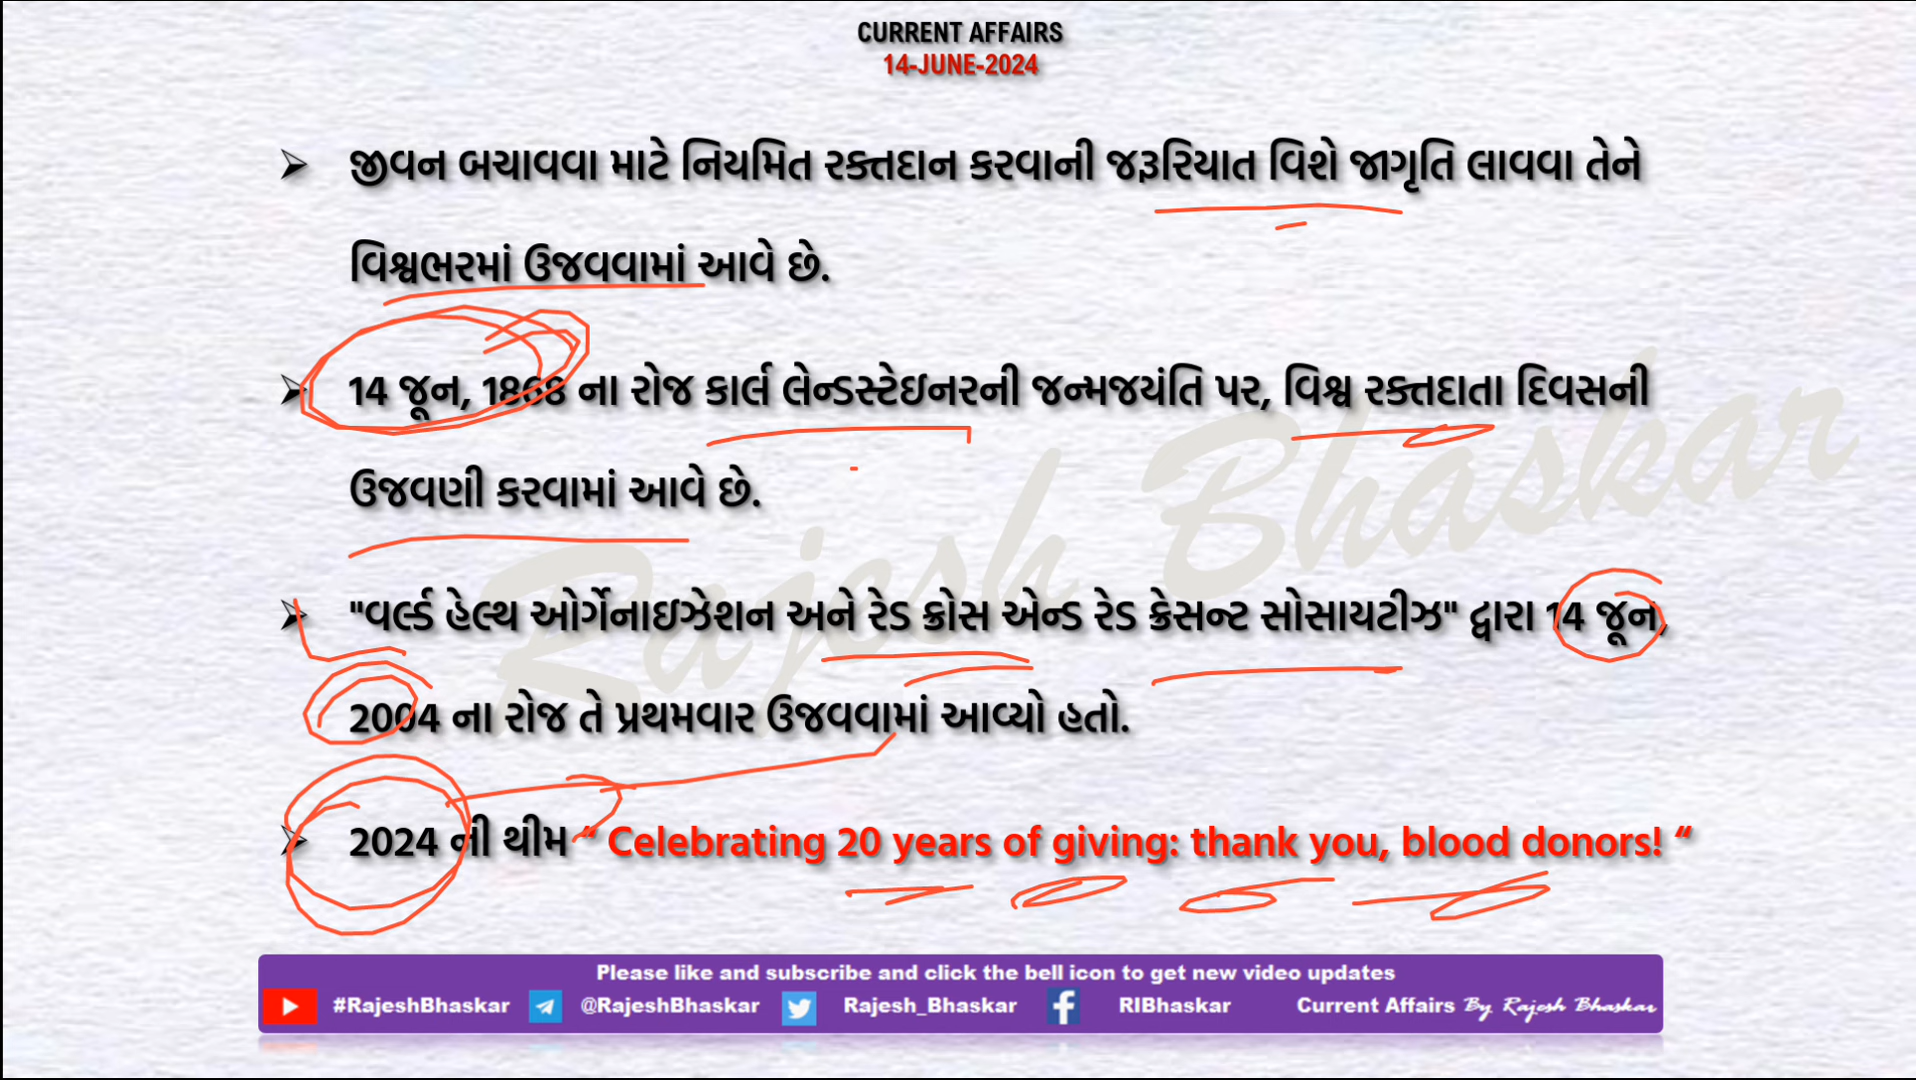 CURRENT AFFAIRS
14-JUNE-2024
➢ જીવન બચાવવા માટે નિયમિત રક્તદાન કરવાની જરૂરિયાત વિશે જાગૃતિ લાવવા તેને
વિશ્વભરમાં ઉજવવામાં આવે છે.
➢ 14 જૂન, 1868 ના રોજ કાર્લ લેન્ડસ્ટેઇનરની જન્મજયંતિ પર, વિશ્વ રક્તદાતા દિવસની
ઉજવણી કરવામાં આવે છે.
➢ "વર્લ્ડ હેલ્થ ઓર્ગેનાઇઝેશન અને રેડ ક્રોસ એન્ડ રેડ ક્રેસન્ટ સોસાયટીઝ" દ્વારા 14 જૂન,
2004 ના રોજ તે પ્રથમવાર ઉજવવામાં આવ્યો હતો.
➢ 2024 ની થીમ “ Celebrating 20 years of giving: thank you, blood donors! “
Rajesh Bhaskar
Please like and subscribe and click the bell icon to get new video updates
#RajeshBhaskar @RajeshBhaskar Rajesh_Bhaskar f RIBhaskar Current Affairs By Rajesh Bhaskar